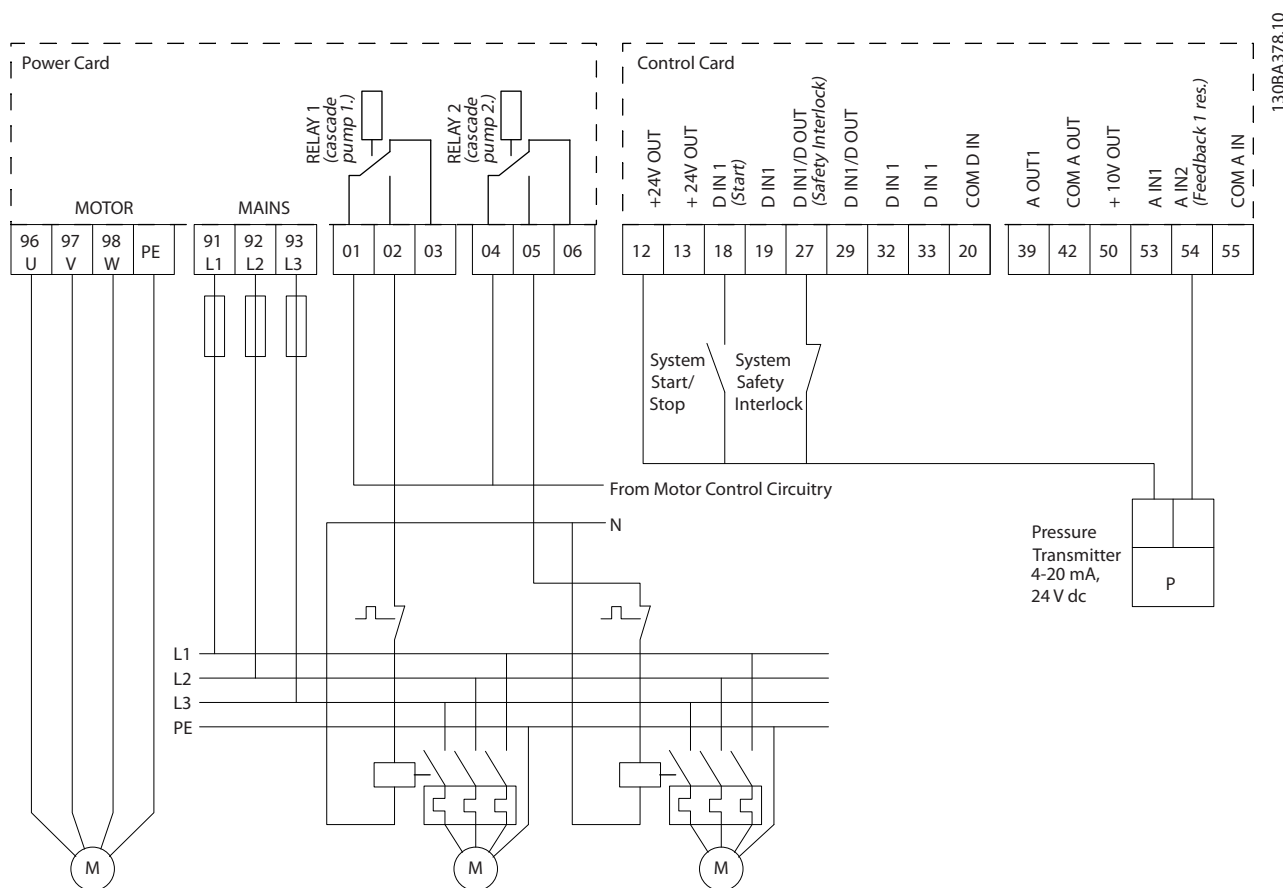 130BA378.10
Power Card
Control Card
RELAY 1
(cascade
pump 1.)
RELAY 2
(cascade
pump 2.)
+24V OUT
+ 24V OUT
D IN 1
(Start)
D IN1
D IN1/D OUT
(Safety Interlock)
D IN1/D OUT
D IN 1
D IN 1
COM D IN
A OUT1
COM A OUT
+ 10V OUT
A IN1
A IN2
(Feedback 1 res.)
COM A IN
MOTOR
MAINS
96 97 98 PE
U V W
91 92 93
L1 L2 L3
01 02 03
04 05 06
12 13 18 19 27 29 32 33 20
39 42 50 53 54 55
System
Start/
Stop
System
Safety
Interlock
From Motor Control Circuitry
N
Pressure
Transmitter
4-20 mA,
24 V dc
P
L1
L2
L3
PE
M
M
M